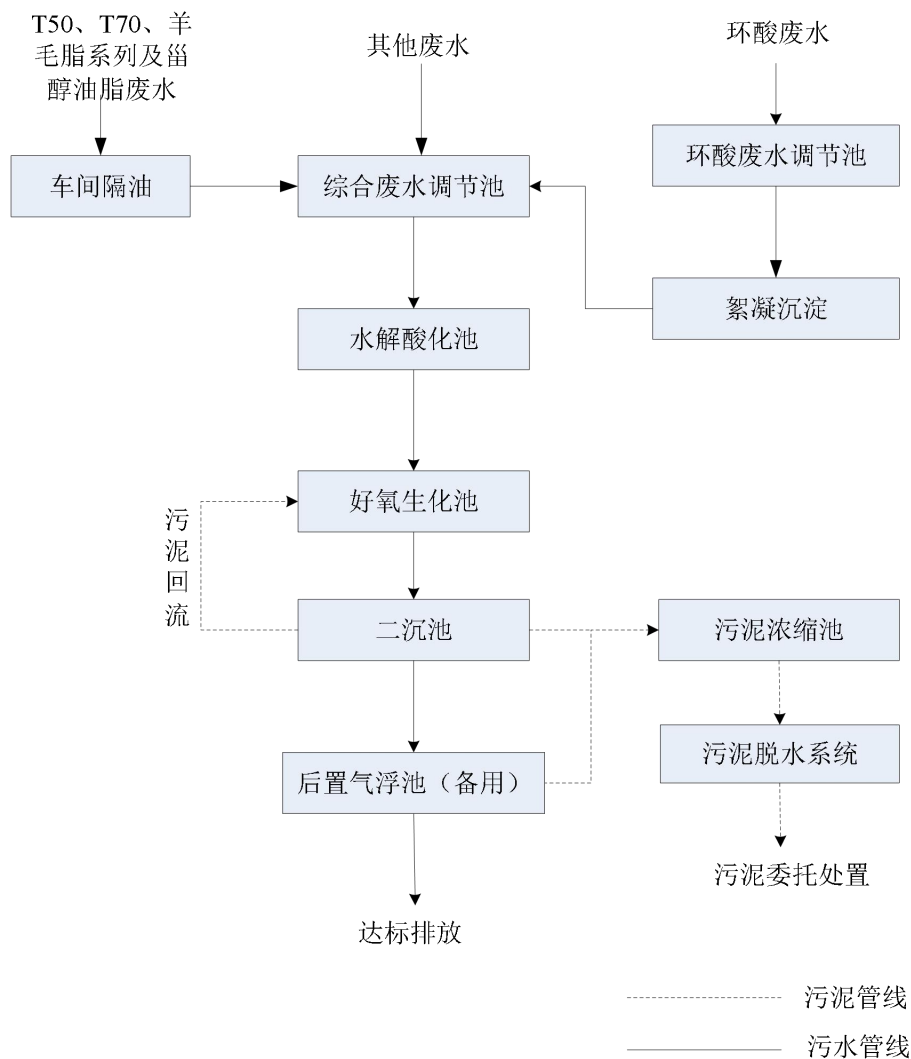 T50、T70、羊
毛脂系列及甾
醇油脂废水
其他废水
环酸废水
车间隔油
综合废水调节池
环酸废水调节池
絮凝沉淀
水解酸化池
好氧生化池
污
泥
回
流
二沉池
污泥浓缩池
后置气浮池（备用）
污泥脱水系统
污泥委托处置
达标排放
污泥管线
污水管线